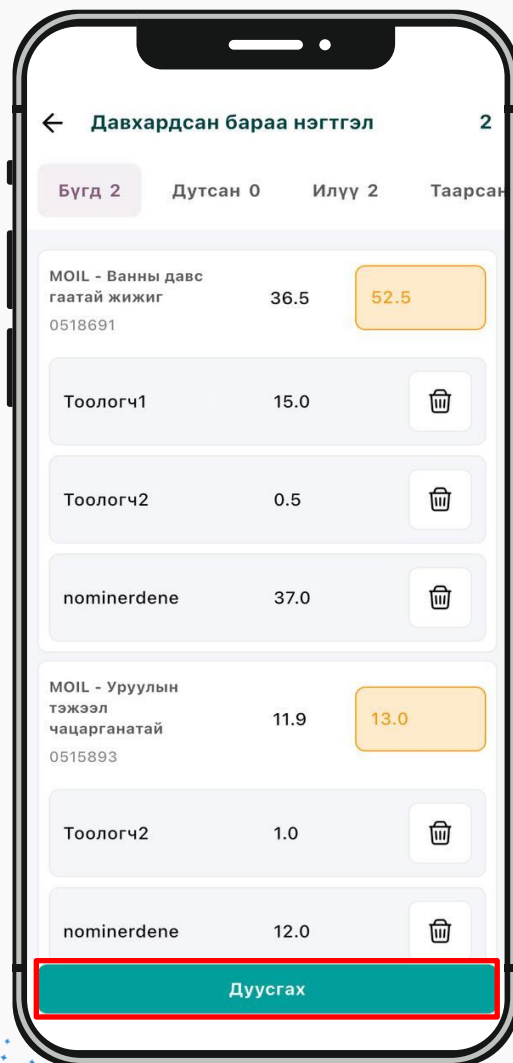 Давхардсан бараа нэгтгэл 2
Бүгд 2 Дутсан 0 Илүү 2 Таарсан
MOIL - Ванны давс
гаатай жижиг
36.5 52.5
0518691
Тоологч1 15.0
Тоологч2 0.5
nominerdene 37.0
MOIL - Уруулын
тэжээл
чацарганатай
11.9 13.0
0515893
Тоологч2 1.0
nominerdene 12.0
Дуусгах